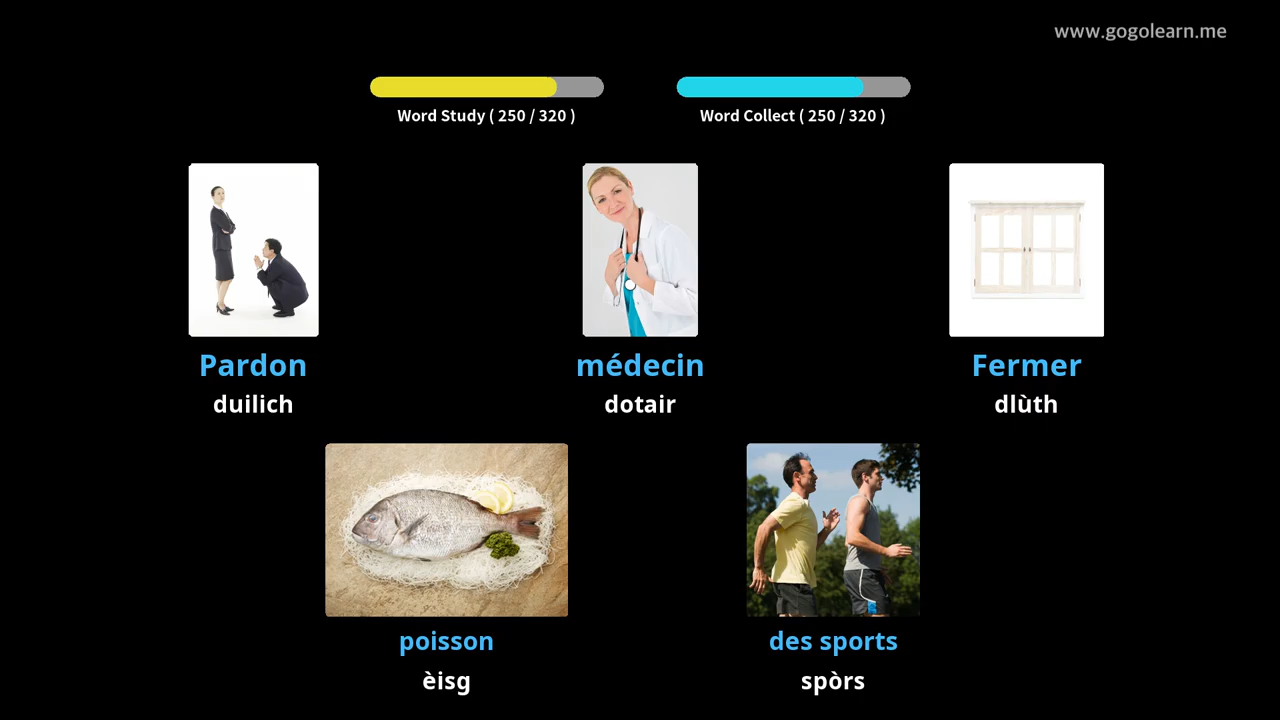 www.gogolearn.me
Word Study ( 250 / 320 )
Word Collect ( 250 / 320 )
Pardon
duilich
médecin
dotair
Fermer
dlùth
poisson
èisg
des sports
spòrs